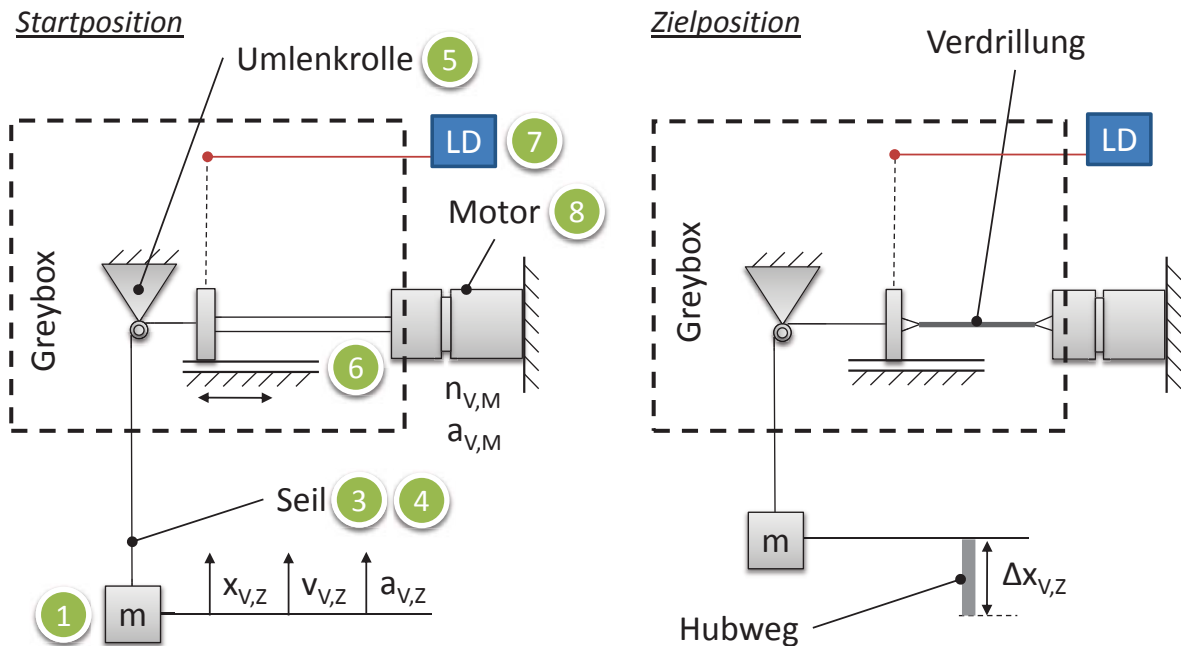 Startposition
Umlenkrolle 5
LD 7
Motor 8
Greybox
6
n_V,M
a_V,M
Seil 3 4
1 m
x_V,Z v_V,Z a_V,Z
Zielposition
Verdrillung
LD
Greybox
m
Δx_V,Z
Hubweg